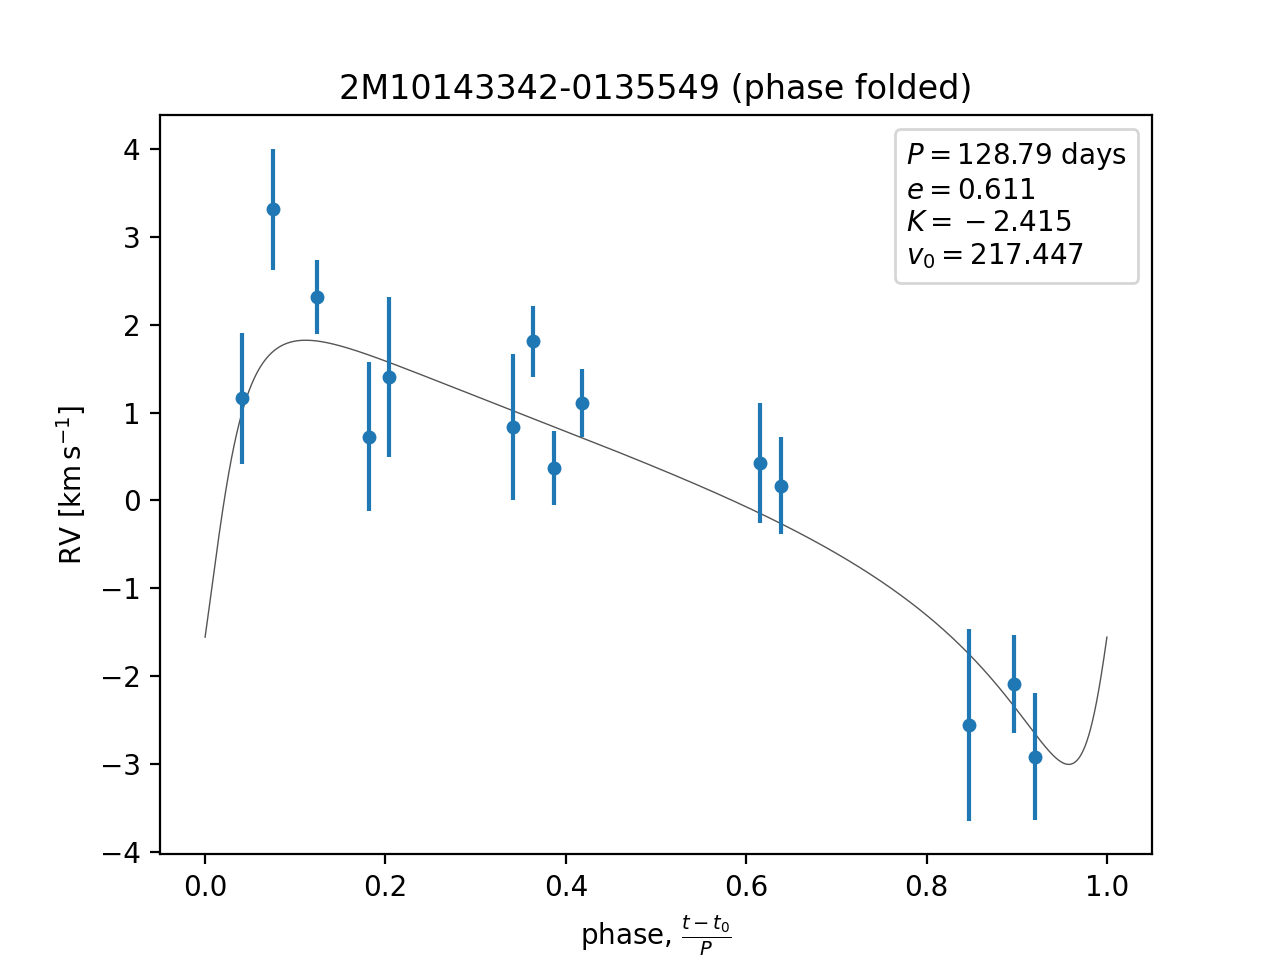 2M10143342-0135549 (phase folded)
P = 128.79 days
e = 0.611
K = −2.415
v₀ = 217.447
4
3
2
1
0
−1
−2
−3
−4
RV [km s⁻¹]
0.0 0.2 0.4 0.6 0.8 1.0
phase, (t − t₀)/P